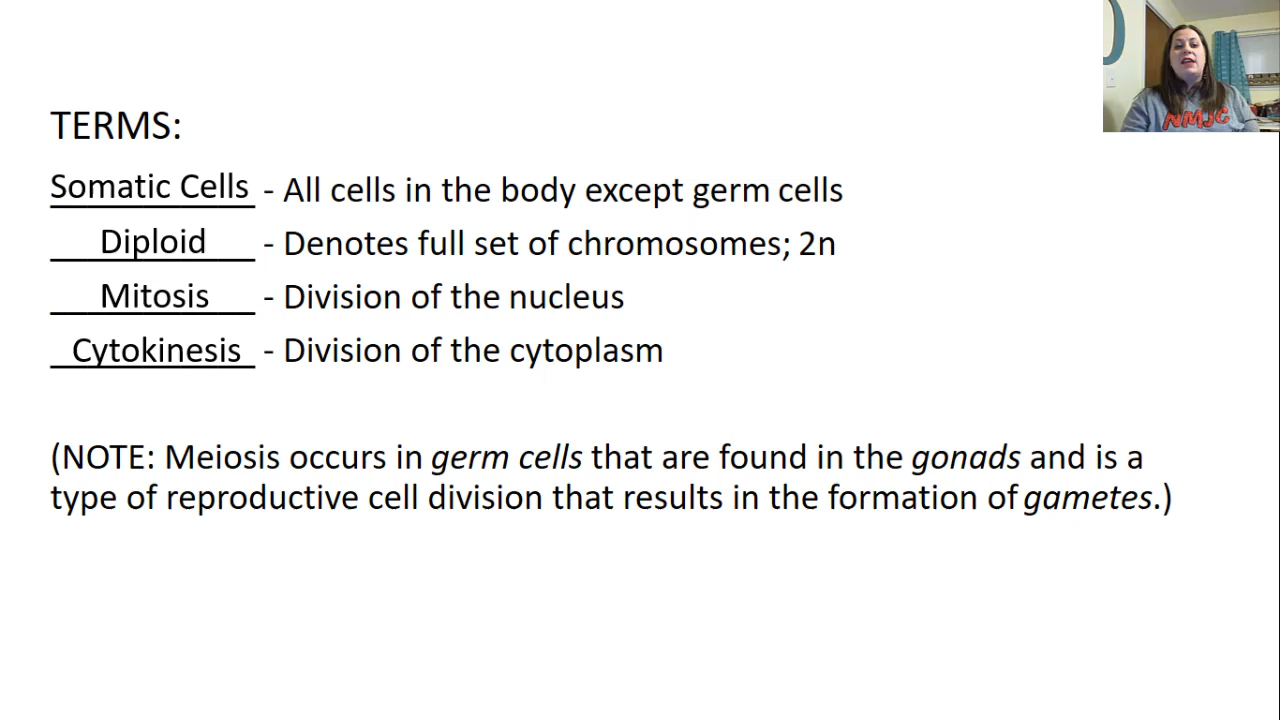 TERMS:
Somatic Cells - All cells in the body except germ cells
Diploid - Denotes full set of chromosomes; 2n
Mitosis - Division of the nucleus
Cytokinesis - Division of the cytoplasm
(NOTE: Meiosis occurs in germ cells that are found in the gonads and is a
type of reproductive cell division that results in the formation of gametes.)
NMJC